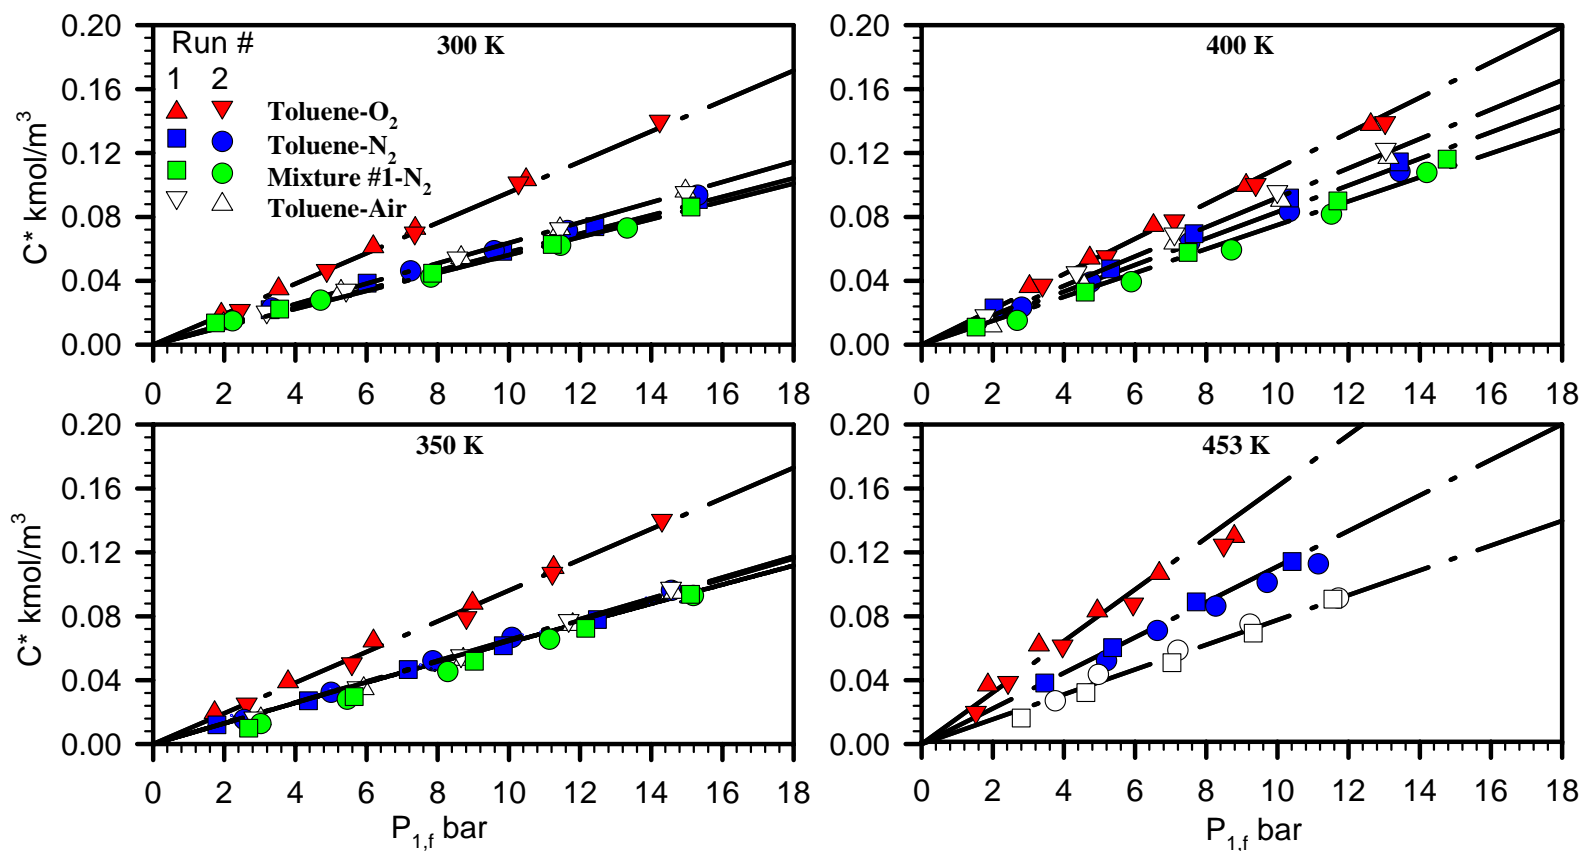 0.20
0.16
0.12
0.08
0.04
0.00
C* kmol/m³
300 K
Run #
1 2
Toluene-O₂
Toluene-N₂
Mixture #1-N₂
Toluene-Air
0 2 4 6 8 10 12 14 16 18
0.20
0.16
0.12
0.08
0.04
0.00
400 K
0 2 4 6 8 10 12 14 16 18
0.20
0.16
0.12
0.08
0.04
0.00
C* kmol/m³
350 K
0 2 4 6 8 10 12 14 16 18
P₁,f bar
0.20
0.16
0.12
0.08
0.04
0.00
453 K
0 2 4 6 8 10 12 14 16 18
P₁,f bar